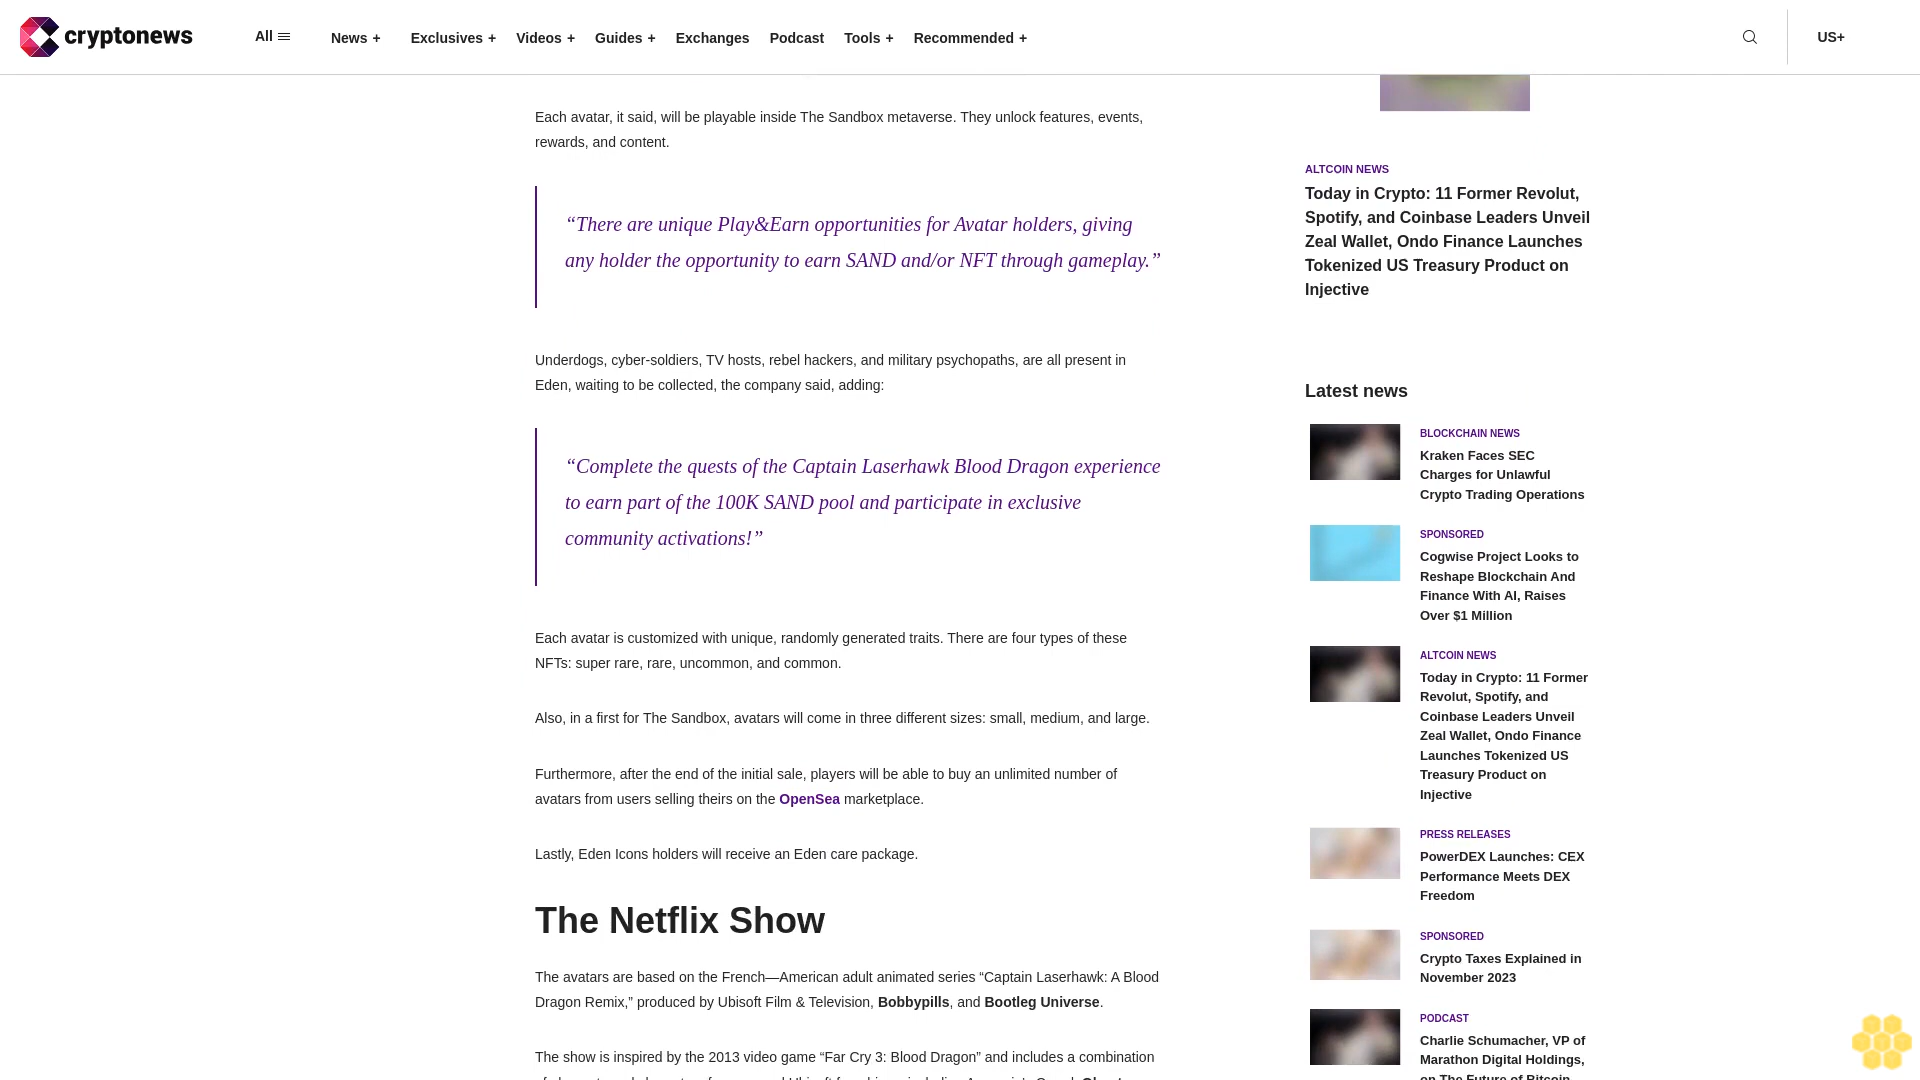 cryptonews
All
News +
Exclusives +
Videos +
Guides +
Exchanges
Podcast
Tools +
Recommended +
US+
Each avatar, it said, will be playable inside The Sandbox metaverse. They unlock features, events,
rewards, and content.
“There are unique Play&Earn opportunities for Avatar holders, giving
any holder the opportunity to earn SAND and/or NFT through gameplay.”
Underdogs, cyber-soldiers, TV hosts, rebel hackers, and military psychopaths, are all present in
Eden, waiting to be collected, the company said, adding:
“Complete the quests of the Captain Laserhawk Blood Dragon experience
to earn part of the 100K SAND pool and participate in exclusive
community activations!”
Each avatar is customized with unique, randomly generated traits. There are four types of these
NFTs: super rare, rare, uncommon, and common.
Also, in a first for The Sandbox, avatars will come in three different sizes: small, medium, and large.
Furthermore, after the end of the initial sale, players will be able to buy an unlimited number of
avatars from users selling theirs on the OpenSea marketplace.
Lastly, Eden Icons holders will receive an Eden care package.
The Netflix Show
The avatars are based on the French—American adult animated series “Captain Laserhawk: A Blood
Dragon Remix,” produced by Ubisoft Film & Television, Bobbypills, and Bootleg Universe.
The show is inspired by the 2013 video game “Far Cry 3: Blood Dragon” and includes a combination
ALTCOIN NEWS
Today in Crypto: 11 Former Revolut,
Spotify, and Coinbase Leaders Unveil
Zeal Wallet, Ondo Finance Launches
Tokenized US Treasury Product on
Injective
Latest news
BLOCKCHAIN NEWS
Kraken Faces SEC
Charges for Unlawful
Crypto Trading Operations
SPONSORED
Cogwise Project Looks to
Reshape Blockchain And
Finance With AI, Raises
Over $1 Million
ALTCOIN NEWS
Today in Crypto: 11 Former
Revolut, Spotify, and
Coinbase Leaders Unveil
Zeal Wallet, Ondo Finance
Launches Tokenized US
Treasury Product on
Injective
PRESS RELEASES
PowerDEX Launches: CEX
Performance Meets DEX
Freedom
SPONSORED
Crypto Taxes Explained in
November 2023
PODCAST
Charlie Schumacher, VP of
Marathon Digital Holdings,
on The Future of Bitcoin